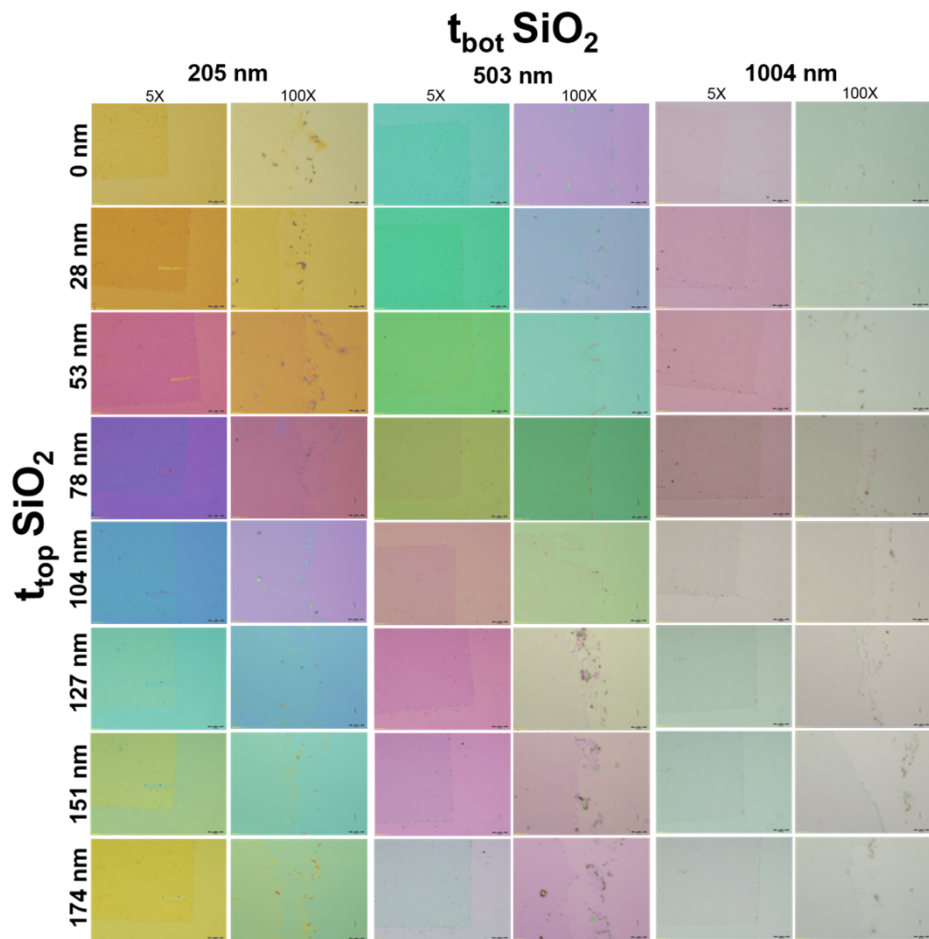 t_bot SiO₂
205 nm 503 nm 1004 nm
5X 100X 5X 100X 5X 100X
t_top SiO₂
0 nm
28 nm
53 nm
78 nm
104 nm
127 nm
151 nm
174 nm